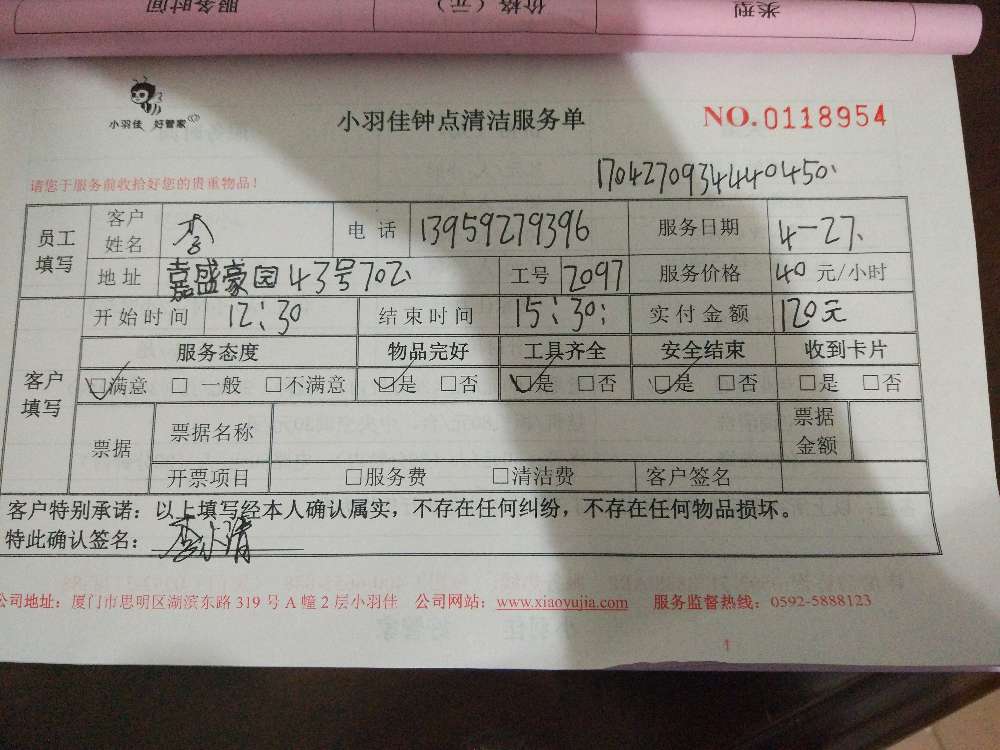 服务时间 价格(元) 类型
小羽佳 好管家
小羽佳钟点清洁服务单
NO.0118954
请您于服务前收拾好您的贵重物品!
1704270934440450
员工填写 客户姓名 李 电话 13959279396 服务日期 4-27
地址 嘉盛豪园43号702 工号 2097 服务价格 40 元/小时
客户填写 开始时间 12:30 结束时间 15:30 实付金额 120元
服务态度 物品完好 工具齐全 安全结束 收到卡片
☑满意 □一般 □不满意 ☑是 □否 ☑是 □否 ☑是 □否 □是 □否
票据 票据名称 票据金额
开票项目 □服务费 □清洁费 客户签名
客户特别承诺:以上填写经本人确认属实,不存在任何纠纷,不存在任何物品损坏。
特此确认签名:
公司地址:厦门市思明区湖滨东路319号A幢2层小羽佳 公司网站:www.xiaoyujia.com 服务监督热线:0592-5888123
1